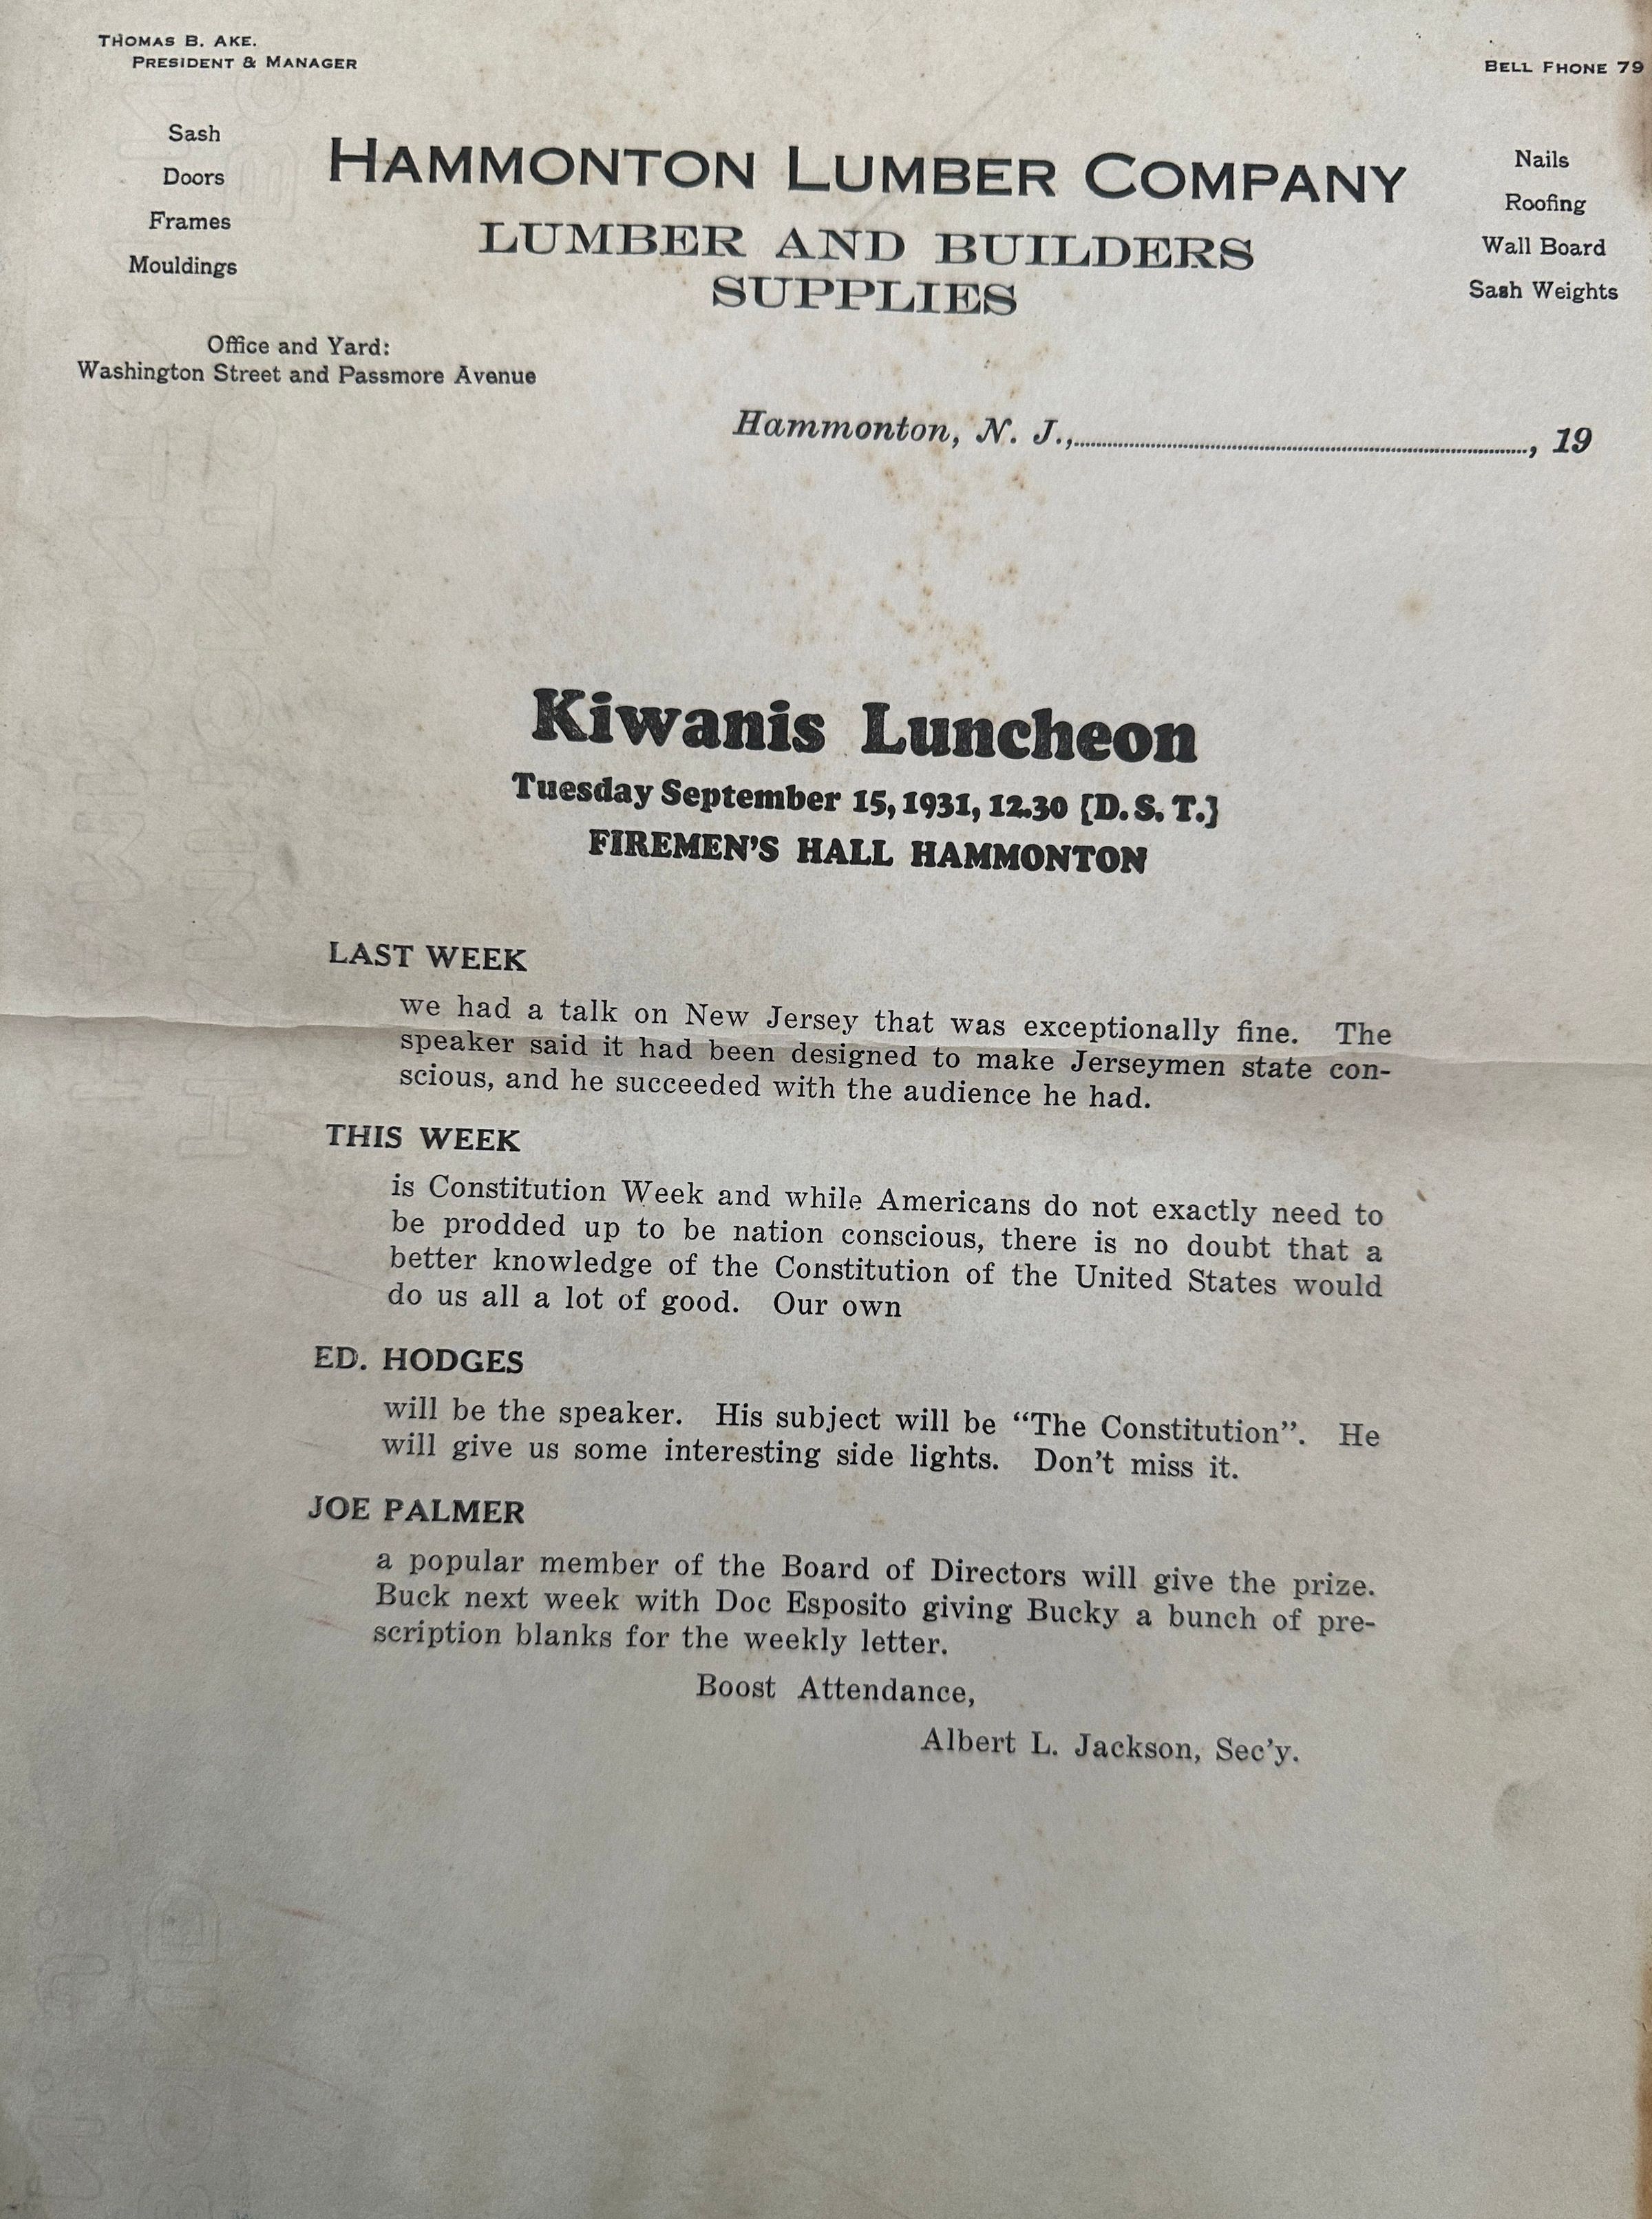 THOMAS B. AKE.
PRESIDENT & MANAGER
BELL FHONE 79
Sash
Doors
Frames
Mouldings
HAMMONTON LUMBER COMPANY
LUMBER AND BUILDERS
SUPPLIES
Nails
Roofing
Wall Board
Sash Weights
Office and Yard:
Washington Street and Passmore Avenue
Hammonton, N. J.,........................, 19
Kiwanis Luncheon
Tuesday September 15, 1931, 12.30 [D. S. T.]
FIREMEN'S HALL HAMMONTON
LAST WEEK
we had a talk on New Jersey that was exceptionally fine. The
speaker said it had been designed to make Jerseymen state con-
scious, and he succeeded with the audience he had.
THIS WEEK
is Constitution Week and while Americans do not exactly need to
be prodded up to be nation conscious, there is no doubt that a
better knowledge of the Constitution of the United States would
do us all a lot of good. Our own
ED. HODGES
will be the speaker. His subject will be “The Constitution”. He
will give us some interesting side lights. Don't miss it.
JOE PALMER
a popular member of the Board of Directors will give the prize.
Buck next week with Doc Esposito giving Bucky a bunch of pre-
scription blanks for the weekly letter.
Boost Attendance,
Albert L. Jackson, Sec'y.